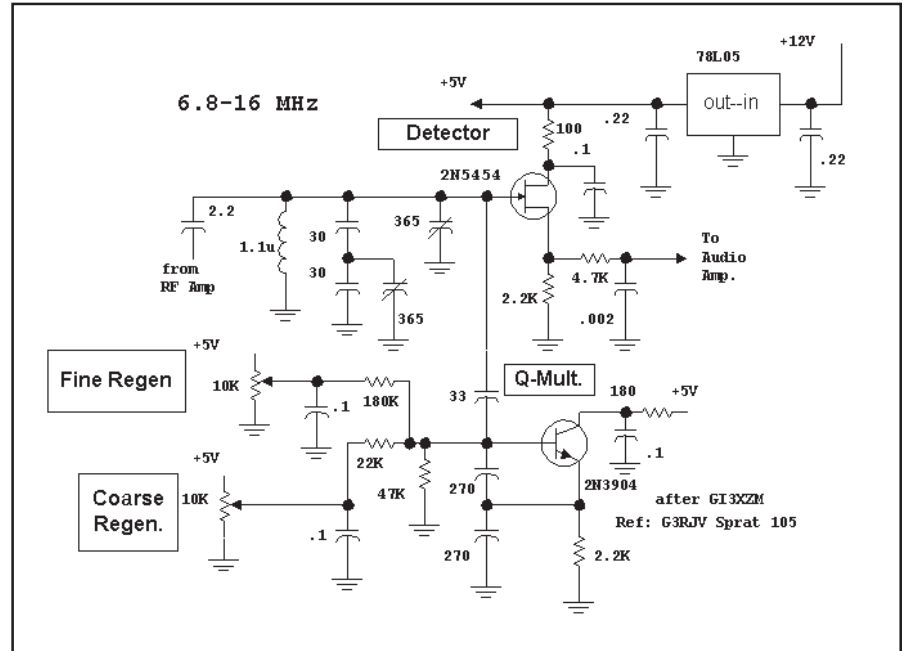 +12V
78L05
+5V
6.8-16 MHz
out--in
Detector
100
.22
.1
.22
2N5454
2.2
365
1.1u
30
from
RF Amp
30
365
To
Audio
Amp.
4.7K
2.2K
.002
+5V
Fine Regen
10K
.1
180K
33
Q-Mult.
180
+5V
.1
+5V
22K
47K
Coarse
Regen.
10K
.1
270
270
2N3904
after GI3XZM
Ref: G3RJV Sprat 105
2.2K